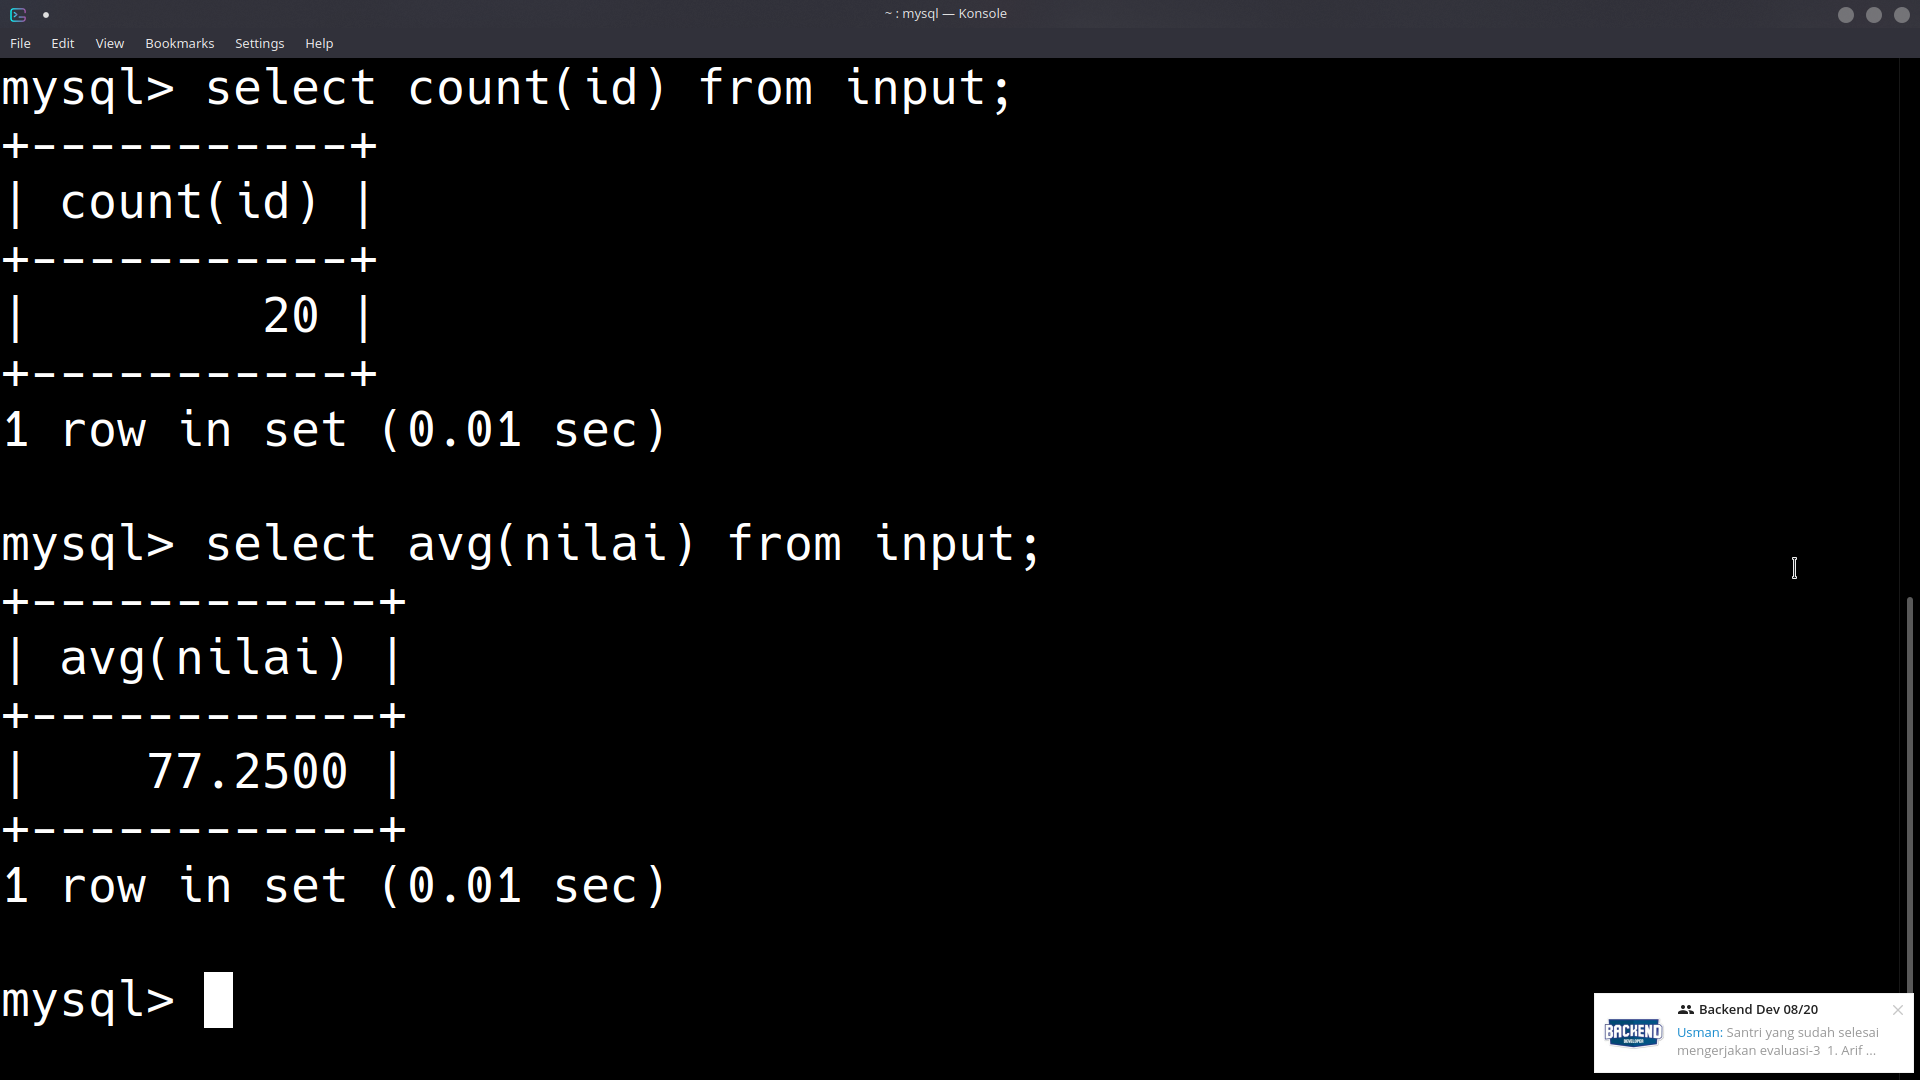 ~ : mysql — Konsole
File Edit View Bookmarks Settings Help
mysql> select count(id) from input;
+-----------+
| count(id) |
+-----------+
|        20 |
+-----------+
1 row in set (0.01 sec)
mysql> select avg(nilai) from input;
+------------+
| avg(nilai) |
+------------+
|    77.2500 |
+------------+
1 row in set (0.01 sec)
mysql>
Backend Dev 08/20
BACKEND
DEVELOPER
Usman: Santri yang sudah selesai
mengerjakan evaluasi-3 1. Arif ...